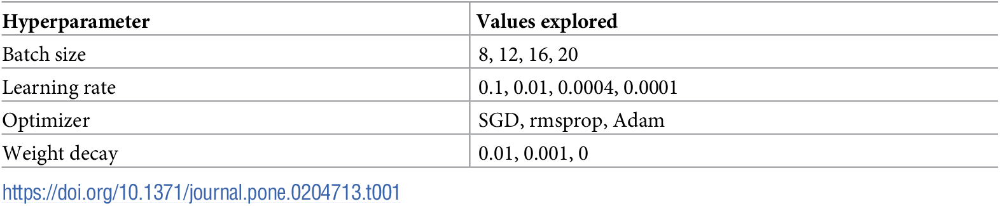 Hyperparameter Values explored
Batch size 8, 12, 16, 20
Learning rate 0.1, 0.01, 0.0004, 0.0001
Optimizer SGD, rmsprop, Adam
Weight decay 0.01, 0.001, 0
https://doi.org/10.1371/journal.pone.0204713.t001